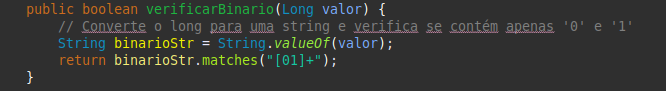 public boolean verificarBinario(Long valor) {
// Converte o long para uma string e verifica se contém apenas '0' e '1'
String binarioStr = String.valueOf(valor);
return binarioStr.matches("[01]+");
}